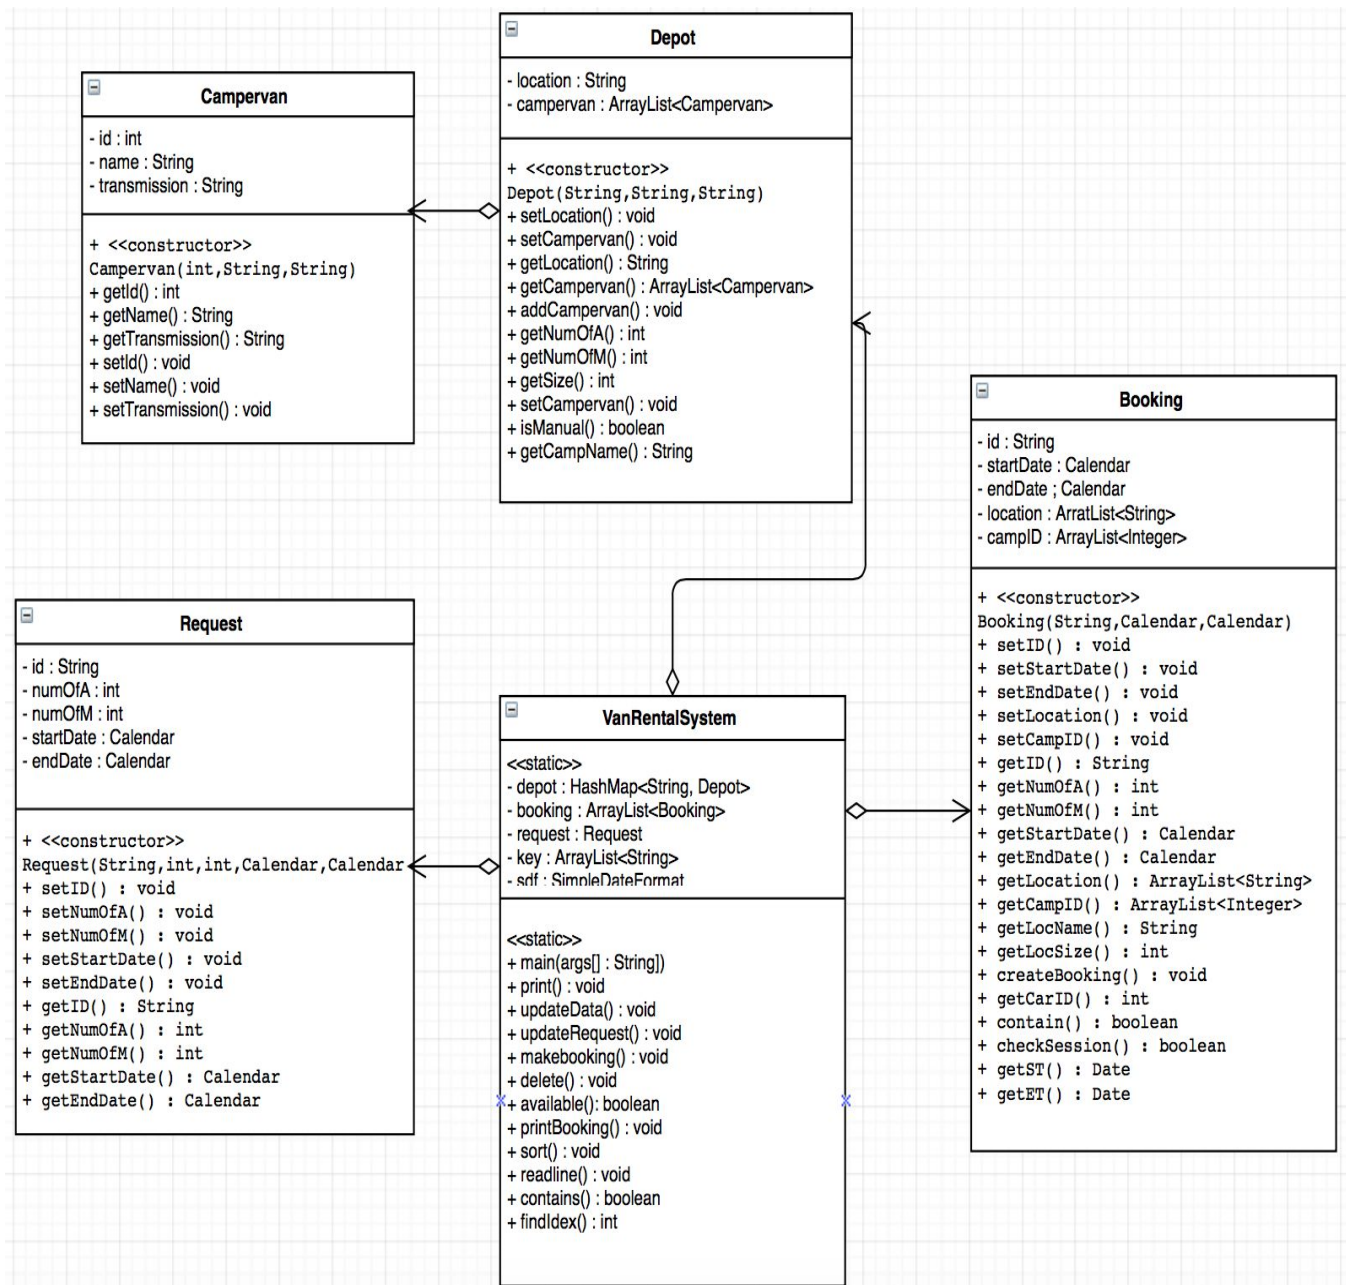 Campervan
- id : int
- name : String
- transmission : String
+ <<constructor>>
Campervan(int,String,String)
+ getId() : int
+ getName() : String
+ getTransmission() : String
+ setId() : void
+ setName() : void
+ setTransmission() : void
Depot
- location : String
- campervan : ArrayList<Campervan>
+ <<constructor>>
Depot(String,String,String)
+ setLocation() : void
+ setCampervan() : void
+ getLocation() : String
+ getCampervan() : ArrayList<Campervan>
+ addCampervan() : void
+ getNumOfA() : int
+ getNumOfM() : int
+ getSize() : int
+ setCampervan() : void
+ isManual() : boolean
+ getCampName() : String
Booking
- id : String
- startDate : Calendar
- endDate ; Calendar
- location : ArratList<String>
- campID : ArrayList<Integer>
+ <<constructor>>
Booking(String,Calendar,Calendar)
+ setID() : void
+ setStartDate() : void
+ setEndDate() : void
+ setLocation() : void
+ setCampID() : void
+ getID() : String
+ getNumOfA() : int
+ getNumOfM() : int
+ getStartDate() : Calendar
+ getEndDate() : Calendar
+ getLocation() : ArrayList<String>
+ getCampID() : ArrayList<Integer>
+ getLocName() : String
+ getLocSize() : int
+ createBooking() : void
+ getCarID() : int
+ contain() : boolean
+ checkSession() : boolean
+ getST() : Date
+ getET() : Date
Request
- id : String
- numOfA : int
- numOfM : int
- startDate : Calendar
- endDate : Calendar
+ <<constructor>>
Request(String,int,int,Calendar,Calendar
+ setID() : void
+ setNumOfA() : void
+ setNumOfM() : void
+ setStartDate() : void
+ setEndDate() : void
+ getID() : String
+ getNumOfA() : int
+ getNumOfM() : int
+ getStartDate() : Calendar
+ getEndDate() : Calendar
VanRentalSystem
<<static>>
- depot : HashMap<String, Depot>
- booking : ArrayList<Booking>
- request : Request
- key : ArrayList<String>
- sdf : SimpleDateFormat
<<static>>
+ main(args[] : String])
+ print() : void
+ updateData() : void
+ updateRequest() : void
+ makebooking() : void
+ delete() : void
+ available(): boolean
+ printBooking() : void
+ sort() : void
+ readline() : void
+ contains() : boolean
+ findIdex() : int